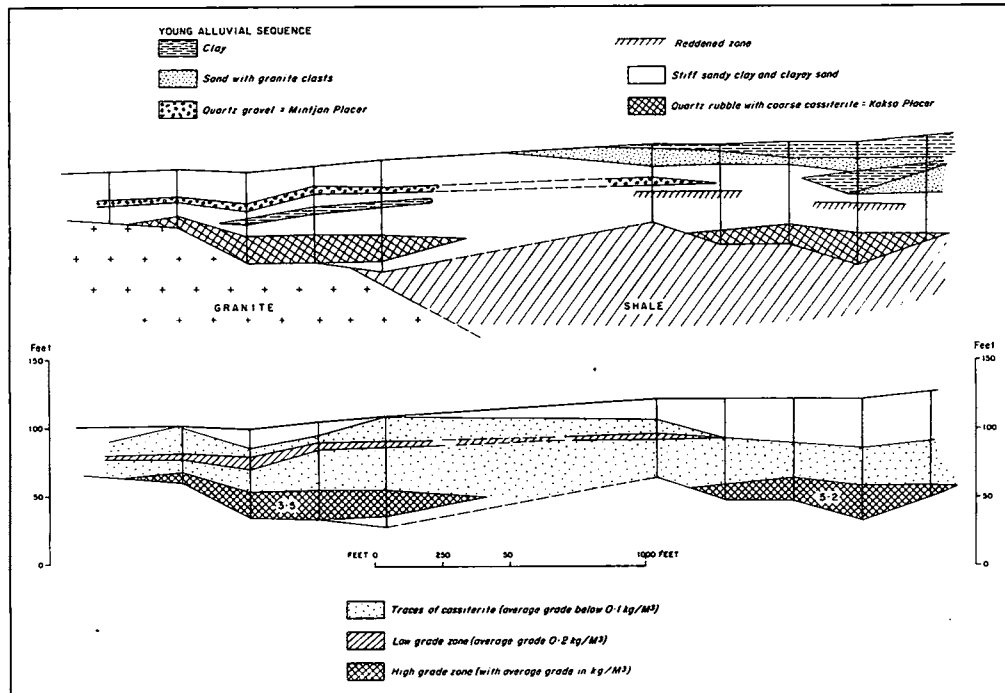 YOUNG ALLUVIAL SEQUENCE
Clay
Sand with granite clasts
Quartz gravel = Mintjan Placer
Reddened zone
Stiff sandy clay and clayey sand
Quartz rubble with coarse cassiterite = Kaksa Placer
GRANITE
SHALE
Feet
150
100
50
0
Feet
150
100
50
0
3·5
5·2
FEET 0 250 50 1000 FEET
Traces of cassiterite (average grade below 0·1 kg/M³)
Low grade zone (average grade 0·2 kg/M³)
High grade zone (with average grade in kg/M³)